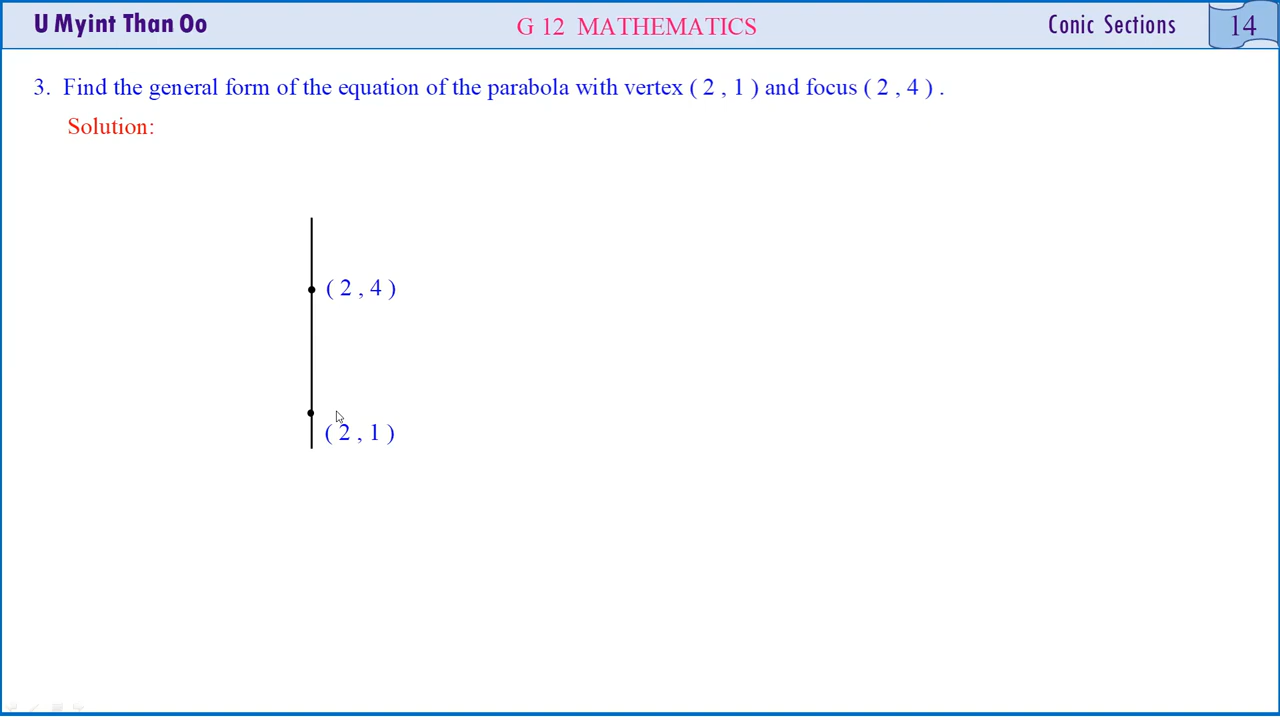 U Myint Than Oo
G 12 MATHEMATICS
Conic Sections
14
3. Find the general form of the equation of the parabola with vertex ( 2 , 1 ) and focus ( 2 , 4 ) .
Solution:
( 2 , 4 )
( 2 , 1 )